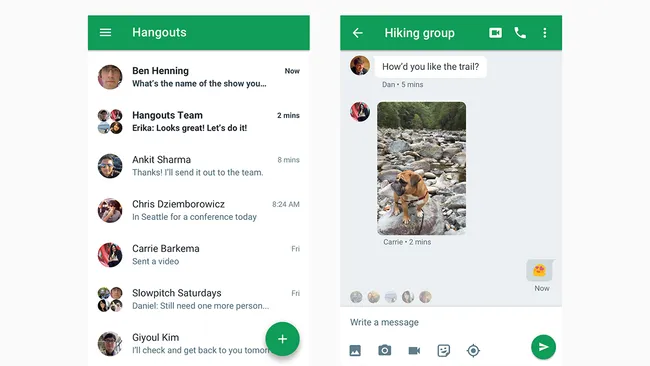 Hangouts
Ben Henning
Now
What's the name of the show you…
Hangouts Team
2 mins
Erika: Looks great! Let's do it!
Ankit Sharma
8 mins
Thanks! I'll send it out to the team.
Chris Dziemborowicz
8:24 AM
In Seattle for a conference today
Carrie Barkema
Fri
Sent a video
Slowpitch Saturdays
Fri
Daniel: Still need one more person…
Giyoul Kim
I'll check and get back to you tomor
Hiking group
How'd you like the trail?
Dan • 5 mins
Carrie • 2 mins
Now
Write a message